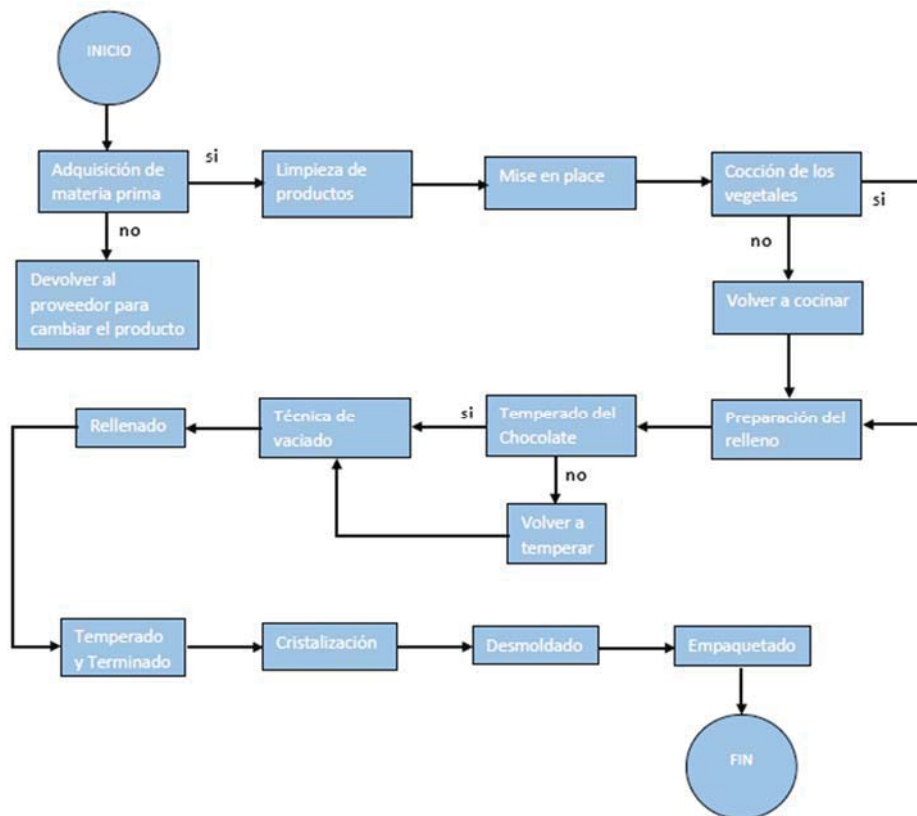 INICIO
Adquisición de
materia prima
si
Limpieza de
productos
Mise en place
Cocción de los
vegetales
si
no
Devolver al
proveedor para
cambiar el producto
no
Volver a cocinar
Rellenado
Técnica de
vaciado
si
Temperado del
Chocolate
Preparación del
relleno
no
Volver a
temperar
Temperado
y Terminado
Cristalización
Desmoldado
Empaquetado
FIN